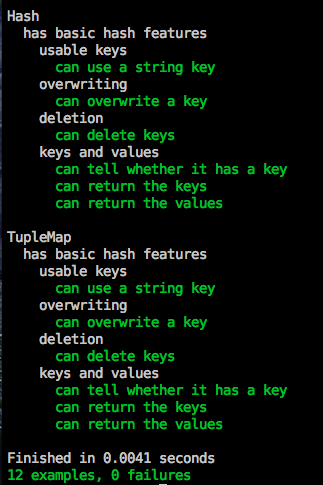 Hash
has basic hash features
usable keys
can use a string key
overwriting
can overwrite a key
deletion
can delete keys
keys and values
can tell whether it has a key
can return the keys
can return the values
TupleMap
has basic hash features
usable keys
can use a string key
overwriting
can overwrite a key
deletion
can delete keys
keys and values
can tell whether it has a key
can return the keys
can return the values
Finished in 0.0041 seconds
12 examples, 0 failures